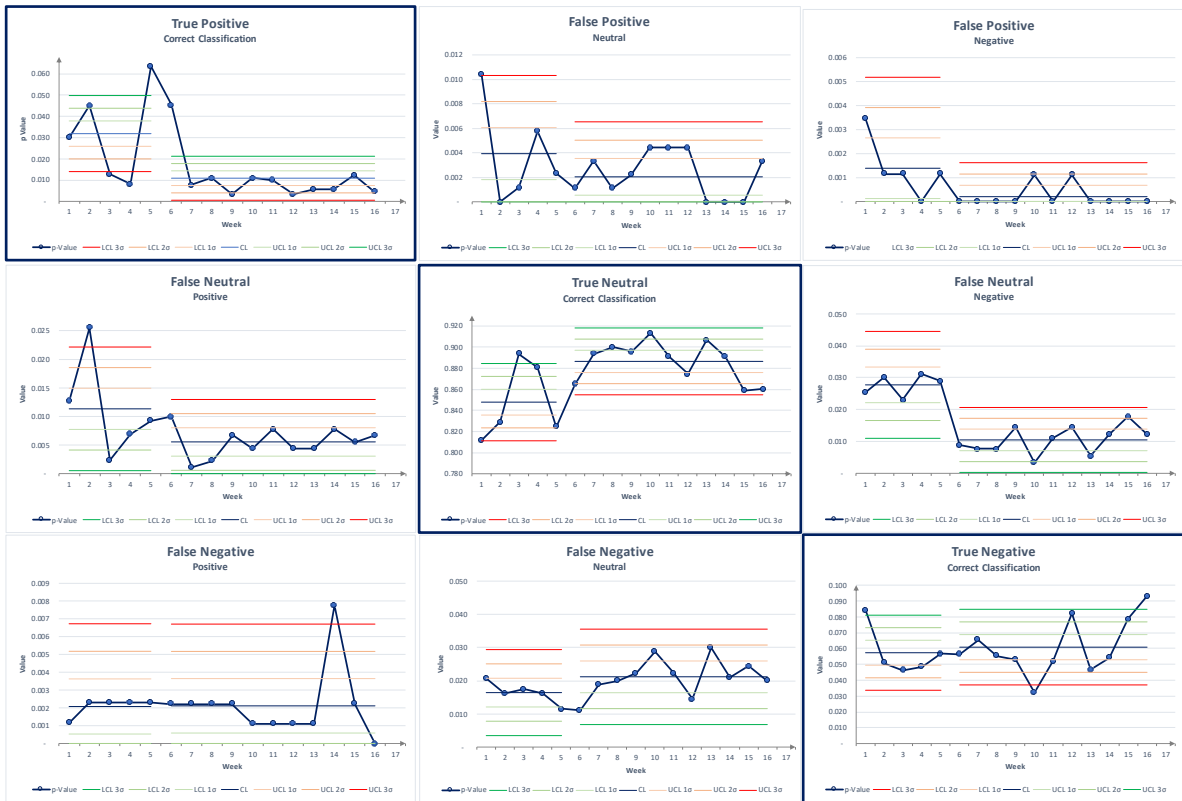 True Positive
Correct Classification
p Value
0.060
0.050
0.040
0.030
0.020
0.010
-
1 2 3 4 5 6 7 8 9 10 11 12 13 14 15 16 17
Week
p-Value LCL 3σ LCL 2σ LCL 1σ CL UCL 1σ UCL 2σ UCL 3σ
False Positive
Neutral
Value
0.012
0.010
0.008
0.006
0.004
0.002
-
1 2 3 4 5 6 7 8 9 10 11 12 13 14 15 16 17
Week
p-Value LCL 3σ LCL 2σ LCL 1σ CL UCL 1σ UCL 2σ UCL 3σ
False Positive
Negative
Value
0.006
0.005
0.004
0.003
0.002
0.001
-
1 2 3 4 5 6 7 8 9 10 11 12 13 14 15 16 17
Week
p-Value LCL 3σ LCL 2σ LCL 1σ CL UCL 1σ UCL 2σ UCL 3σ
False Neutral
Positive
Value
0.025
0.020
0.015
0.010
0.005
-
1 2 3 4 5 6 7 8 9 10 11 12 13 14 15 16 17
Week
p-Value LCL 3σ LCL 2σ LCL 1σ CL UCL 1σ UCL 2σ UCL 3σ
True Neutral
Correct Classification
Value
0.920
0.900
0.880
0.860
0.840
0.820
0.800
0.780
1 2 3 4 5 6 7 8 9 10 11 12 13 14 15 16 17
Week
p-Value LCL 3σ LCL 2σ LCL 1σ CL UCL 1σ UCL 2σ UCL 3σ
False Neutral
Negative
Value
0.050
0.040
0.030
0.020
0.010
-
1 2 3 4 5 6 7 8 9 10 11 12 13 14 15 16 17
Week
p-Value LCL 3σ LCL 2σ LCL 1σ CL UCL 1σ UCL 2σ UCL 3σ
False Negative
Positive
Value
0.009
0.008
0.007
0.006
0.005
0.004
0.003
0.002
0.001
-
1 2 3 4 5 6 7 8 9 10 11 12 13 14 15 16 17
Week
p-Value LCL 3σ LCL 2σ LCL 1σ CL UCL 1σ UCL 2σ UCL 3σ
False Negative
Neutral
Value
0.050
0.040
0.030
0.020
0.010
-
1 2 3 4 5 6 7 8 9 10 11 12 13 14 15 16 17
Week
p-Value LCL 3σ LCL 2σ LCL 1σ CL UCL 1σ UCL 2σ UCL 3σ
True Negative
Correct Classification
Value
0.100
0.090
0.080
0.070
0.060
0.050
0.040
0.030
0.020
0.010
-
1 2 3 4 5 6 7 8 9 10 11 12 13 14 15 16 17
Week
p-Value LCL 3σ LCL 2σ LCL 1σ CL UCL 1σ UCL 2σ UCL 3σ